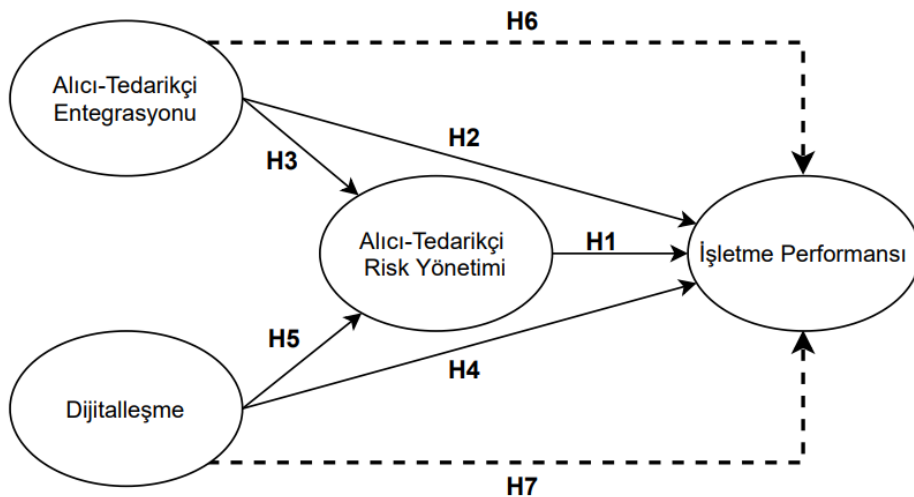 H6
Alıcı-Tedarikçi
Entegrasyonu
H2
H3
Alıcı-Tedarikçi
Risk Yönetimi
H1
İşletme Performansı
H5
H4
Dijitalleşme
H7